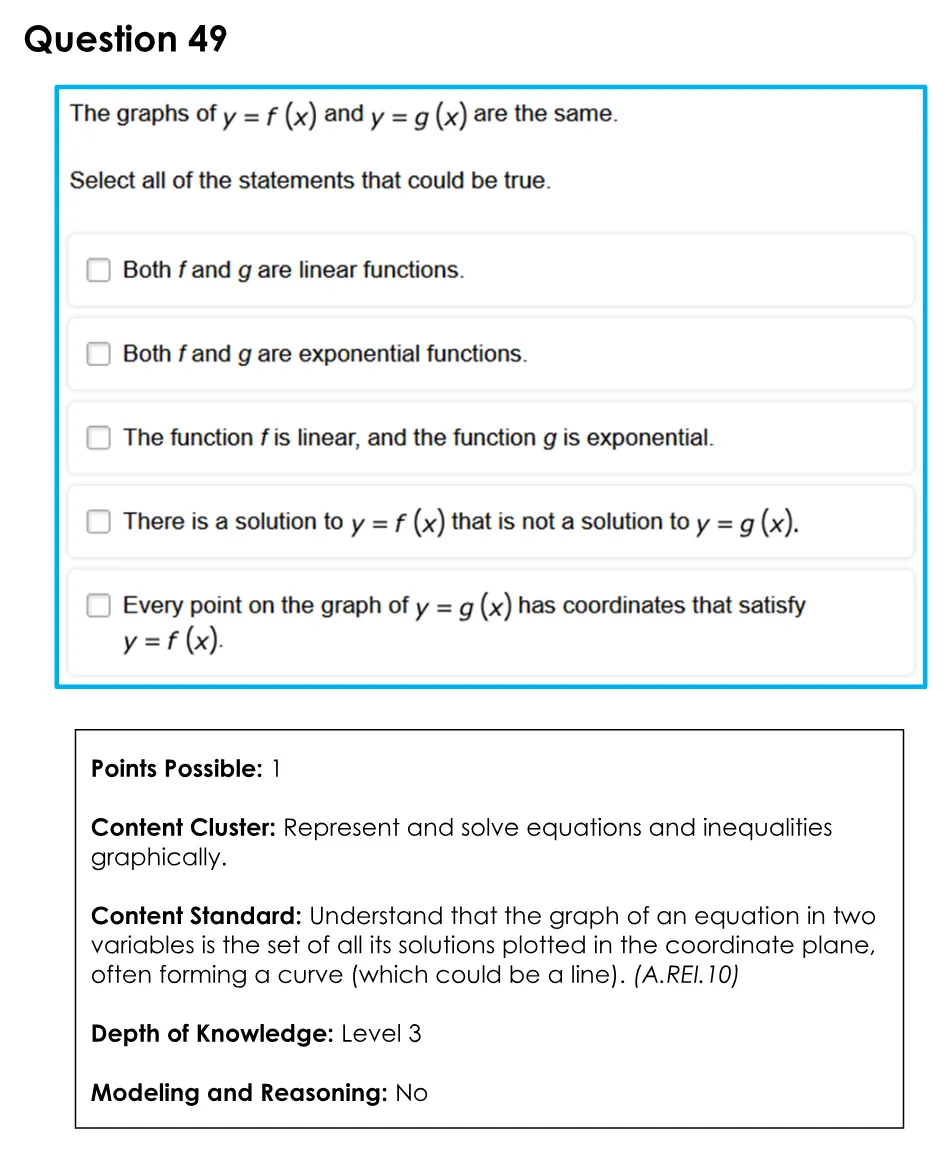 Question 49
The graphs of y = f (x) and y = g (x) are the same.
Select all of the statements that could be true.
Both f and g are linear functions.
Both f and g are exponential functions.
The function f is linear, and the function g is exponential.
There is a solution to y = f (x) that is not a solution to y = g (x).
Every point on the graph of y = g (x) has coordinates that satisfy
y = f (x).
Points Possible: 1
Content Cluster: Represent and solve equations and inequalities
graphically.
Content Standard: Understand that the graph of an equation in two
variables is the set of all its solutions plotted in the coordinate plane,
often forming a curve (which could be a line). (A.REI.10)
Depth of Knowledge: Level 3
Modeling and Reasoning: No